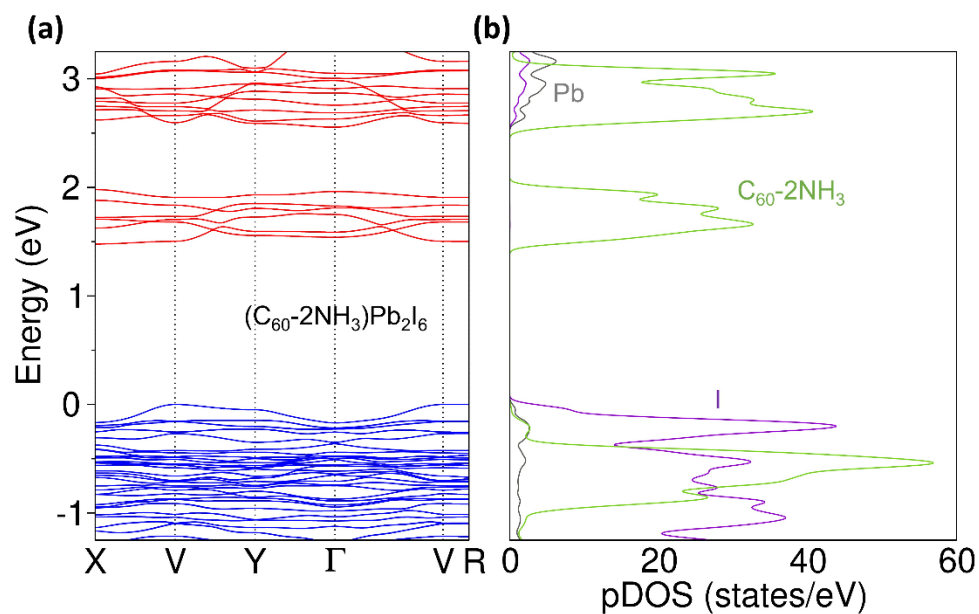 (a)
(b)
3
2
1
0
-1
Energy (eV)
(C₆₀-2NH₃)Pb₂I₆
X V Y Γ V R
Pb
C₆₀-2NH₃
I
0 20 40 60
pDOS (states/eV)